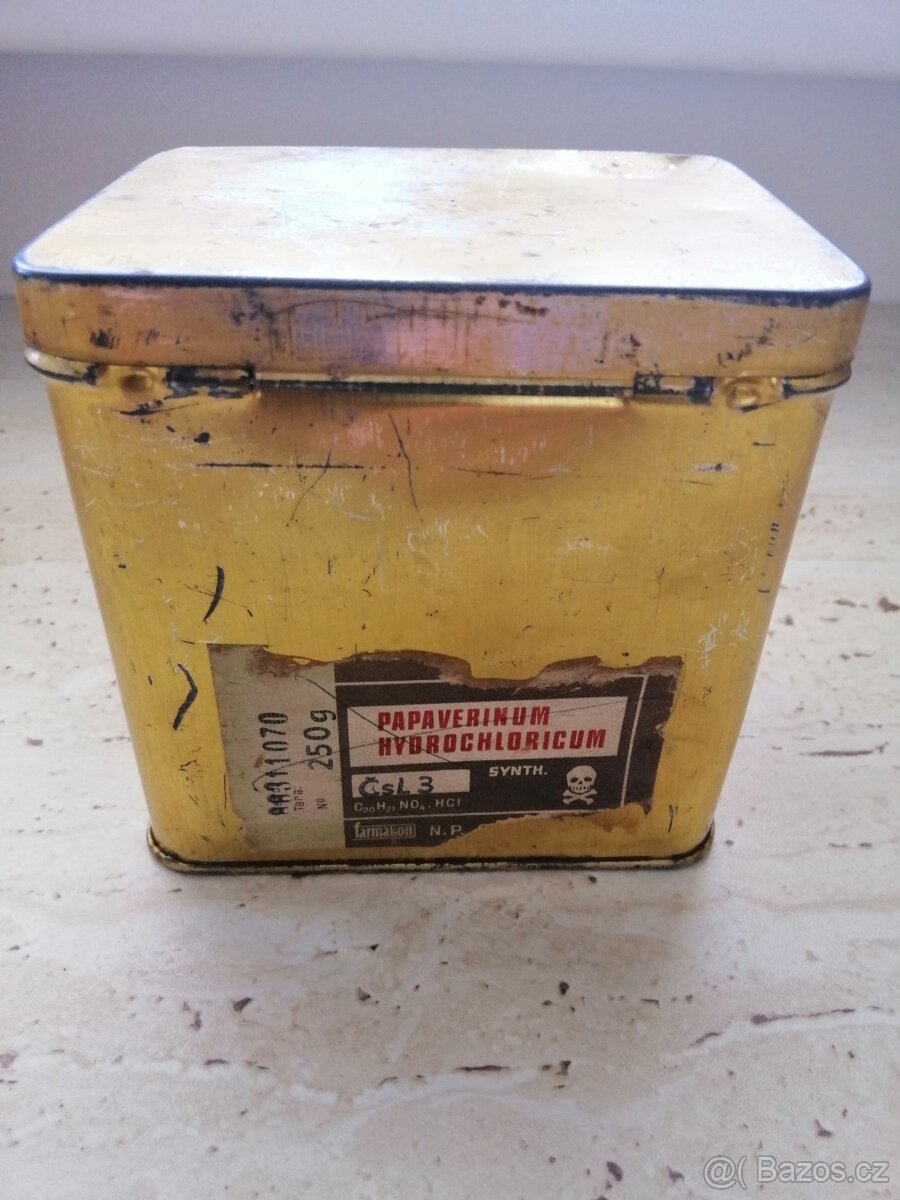 PAPAVERINUM
HYDROCHLORICUM
SYNTH.
ČsL 3
C₂₀H₂₁NO₄.HCl
farmakon N.P.
250g
Tara:
№
@( Bazos.cz